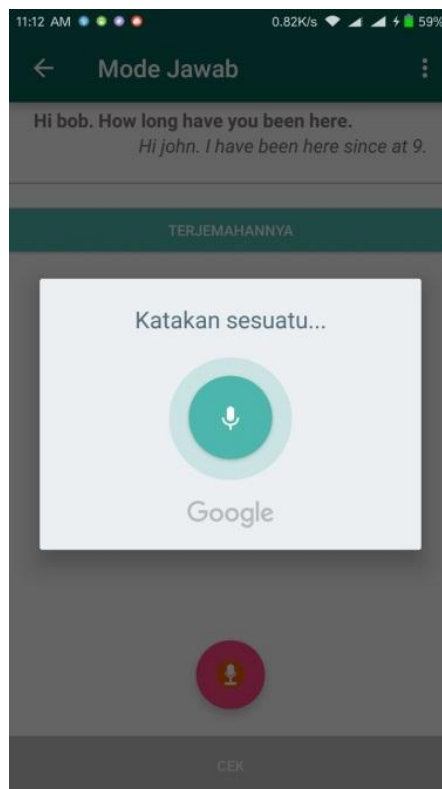 11:12 AM 0.82K/s 59%
Mode Jawab
Hi bob. How long have you been here.
Hi john. I have been here since at 9.
TERJEMAHANNYA
Katakan sesuatu...
Google
CEK